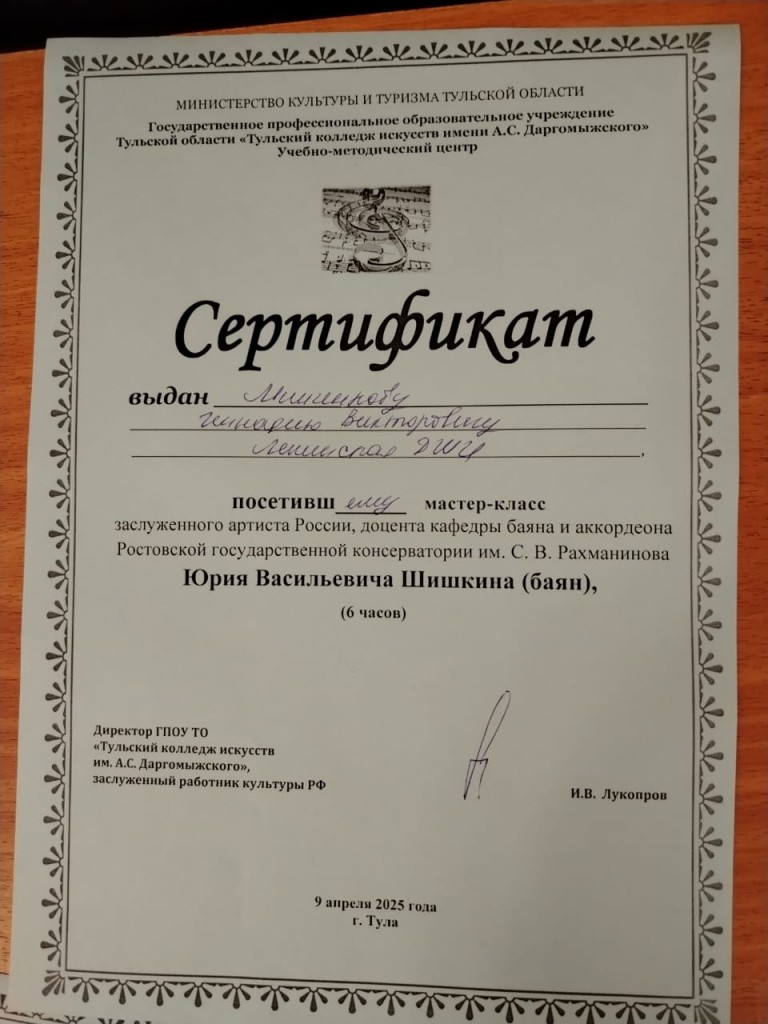 МИНИСТЕРСТВО КУЛЬТУРЫ И ТУРИЗМА ТУЛЬСКОЙ ОБЛАСТИ
Государственное профессиональное образовательное учреждение
Тульской области «Тульский колледж искусств имени А.С. Даргомыжского»
Учебно-методический центр
Сертификат
выдан
Викторовичу
ДШИ,
посетившему мастер-класс
заслуженного артиста России, доцента кафедры баяна и аккордеона
Ростовской государственной консерватории им. С. В. Рахманинова
Юрия Васильевича Шишкина (баян),
(6 часов)
Директор ГПОУ ТО
«Тульский колледж искусств
им. А.С. Даргомыжского»,
заслуженный работник культуры РФ
И.В. Лукопров
9 апреля 2025 года
г. Тула